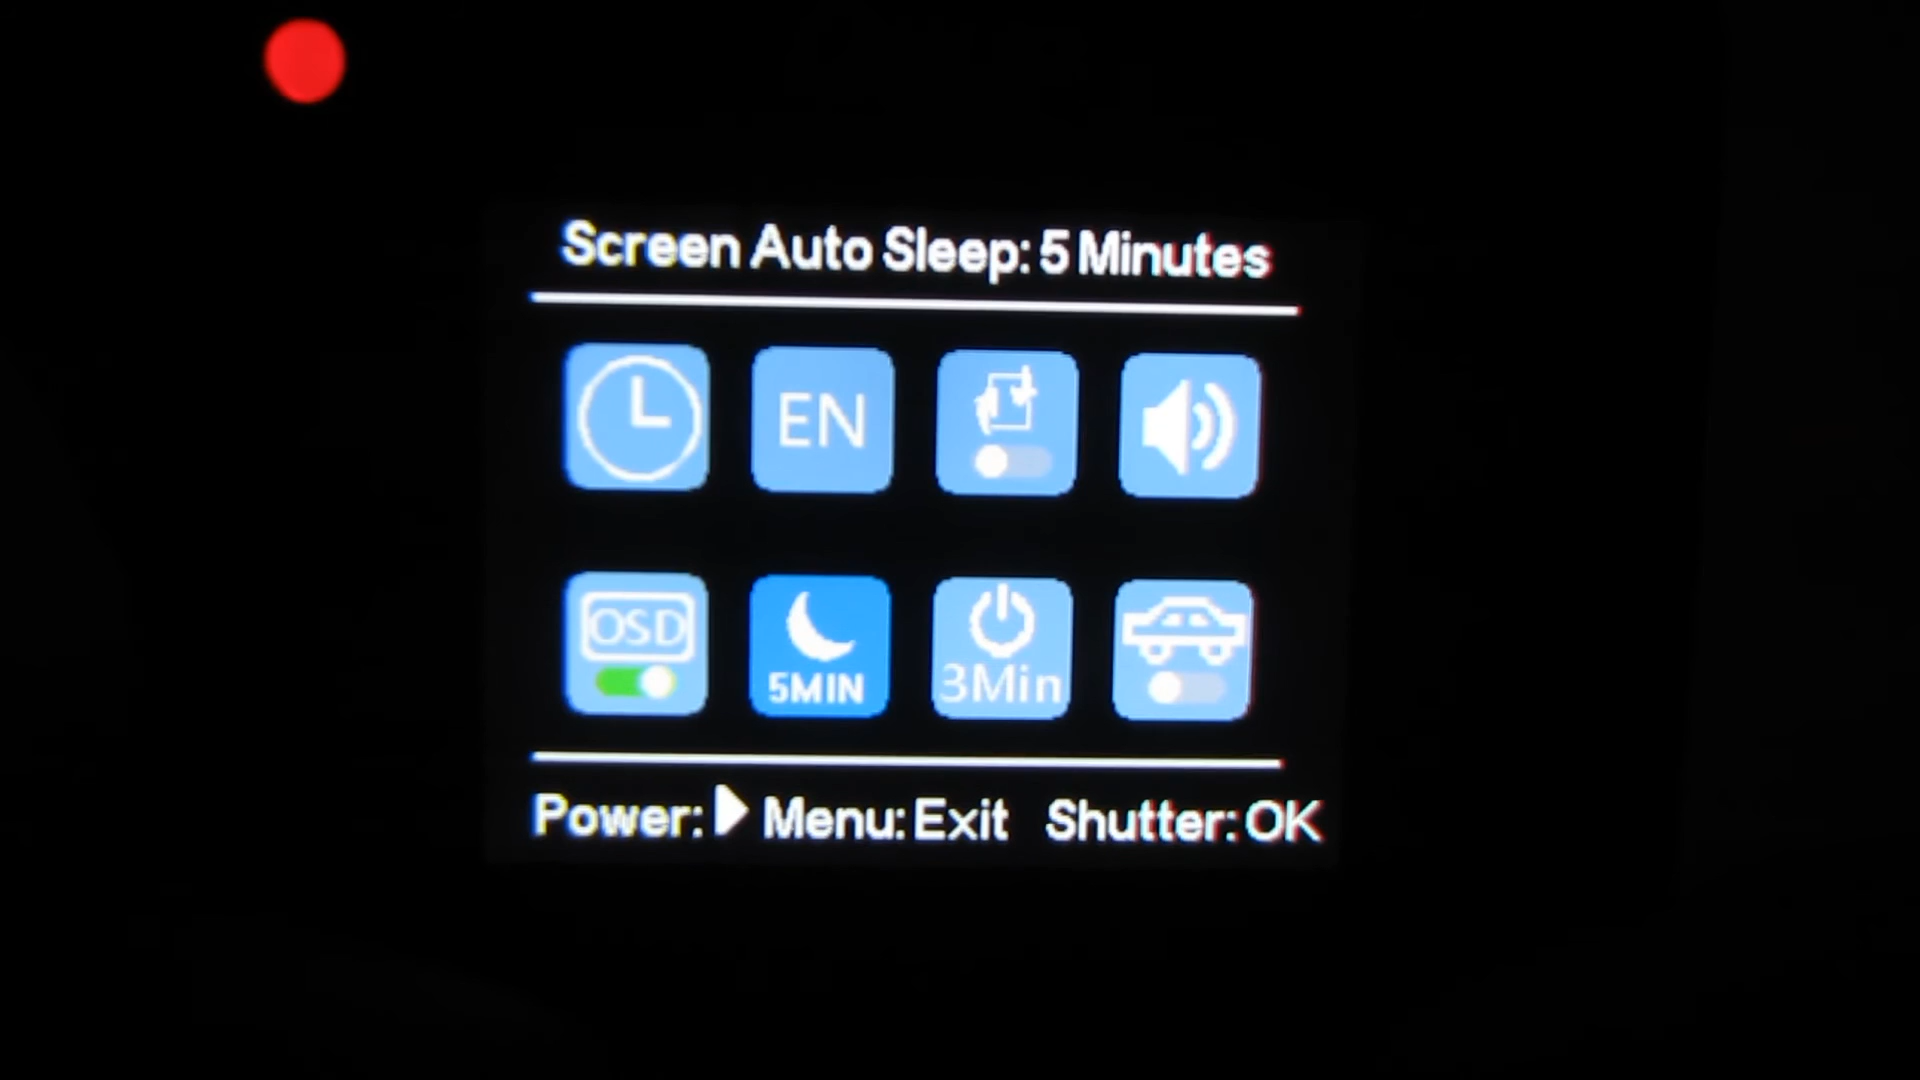 Screen Auto Sleep: 5 Minutes
EN
OSD
5MIN
3Min
Power: Menu: Exit Shutter: OK